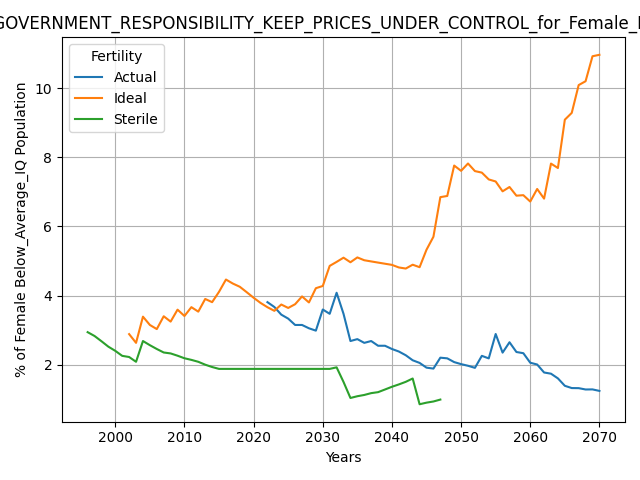 GOVERNMENT_RESPONSIBILITY_KEEP_PRICES_UNDER_CONTROL_for_Female_
Fertility
Actual
Ideal
Sterile
% of Female Below_Average_IQ Population
10
8
6
4
2
2000 2010 2020 2030 2040 2050 2060 2070
Years